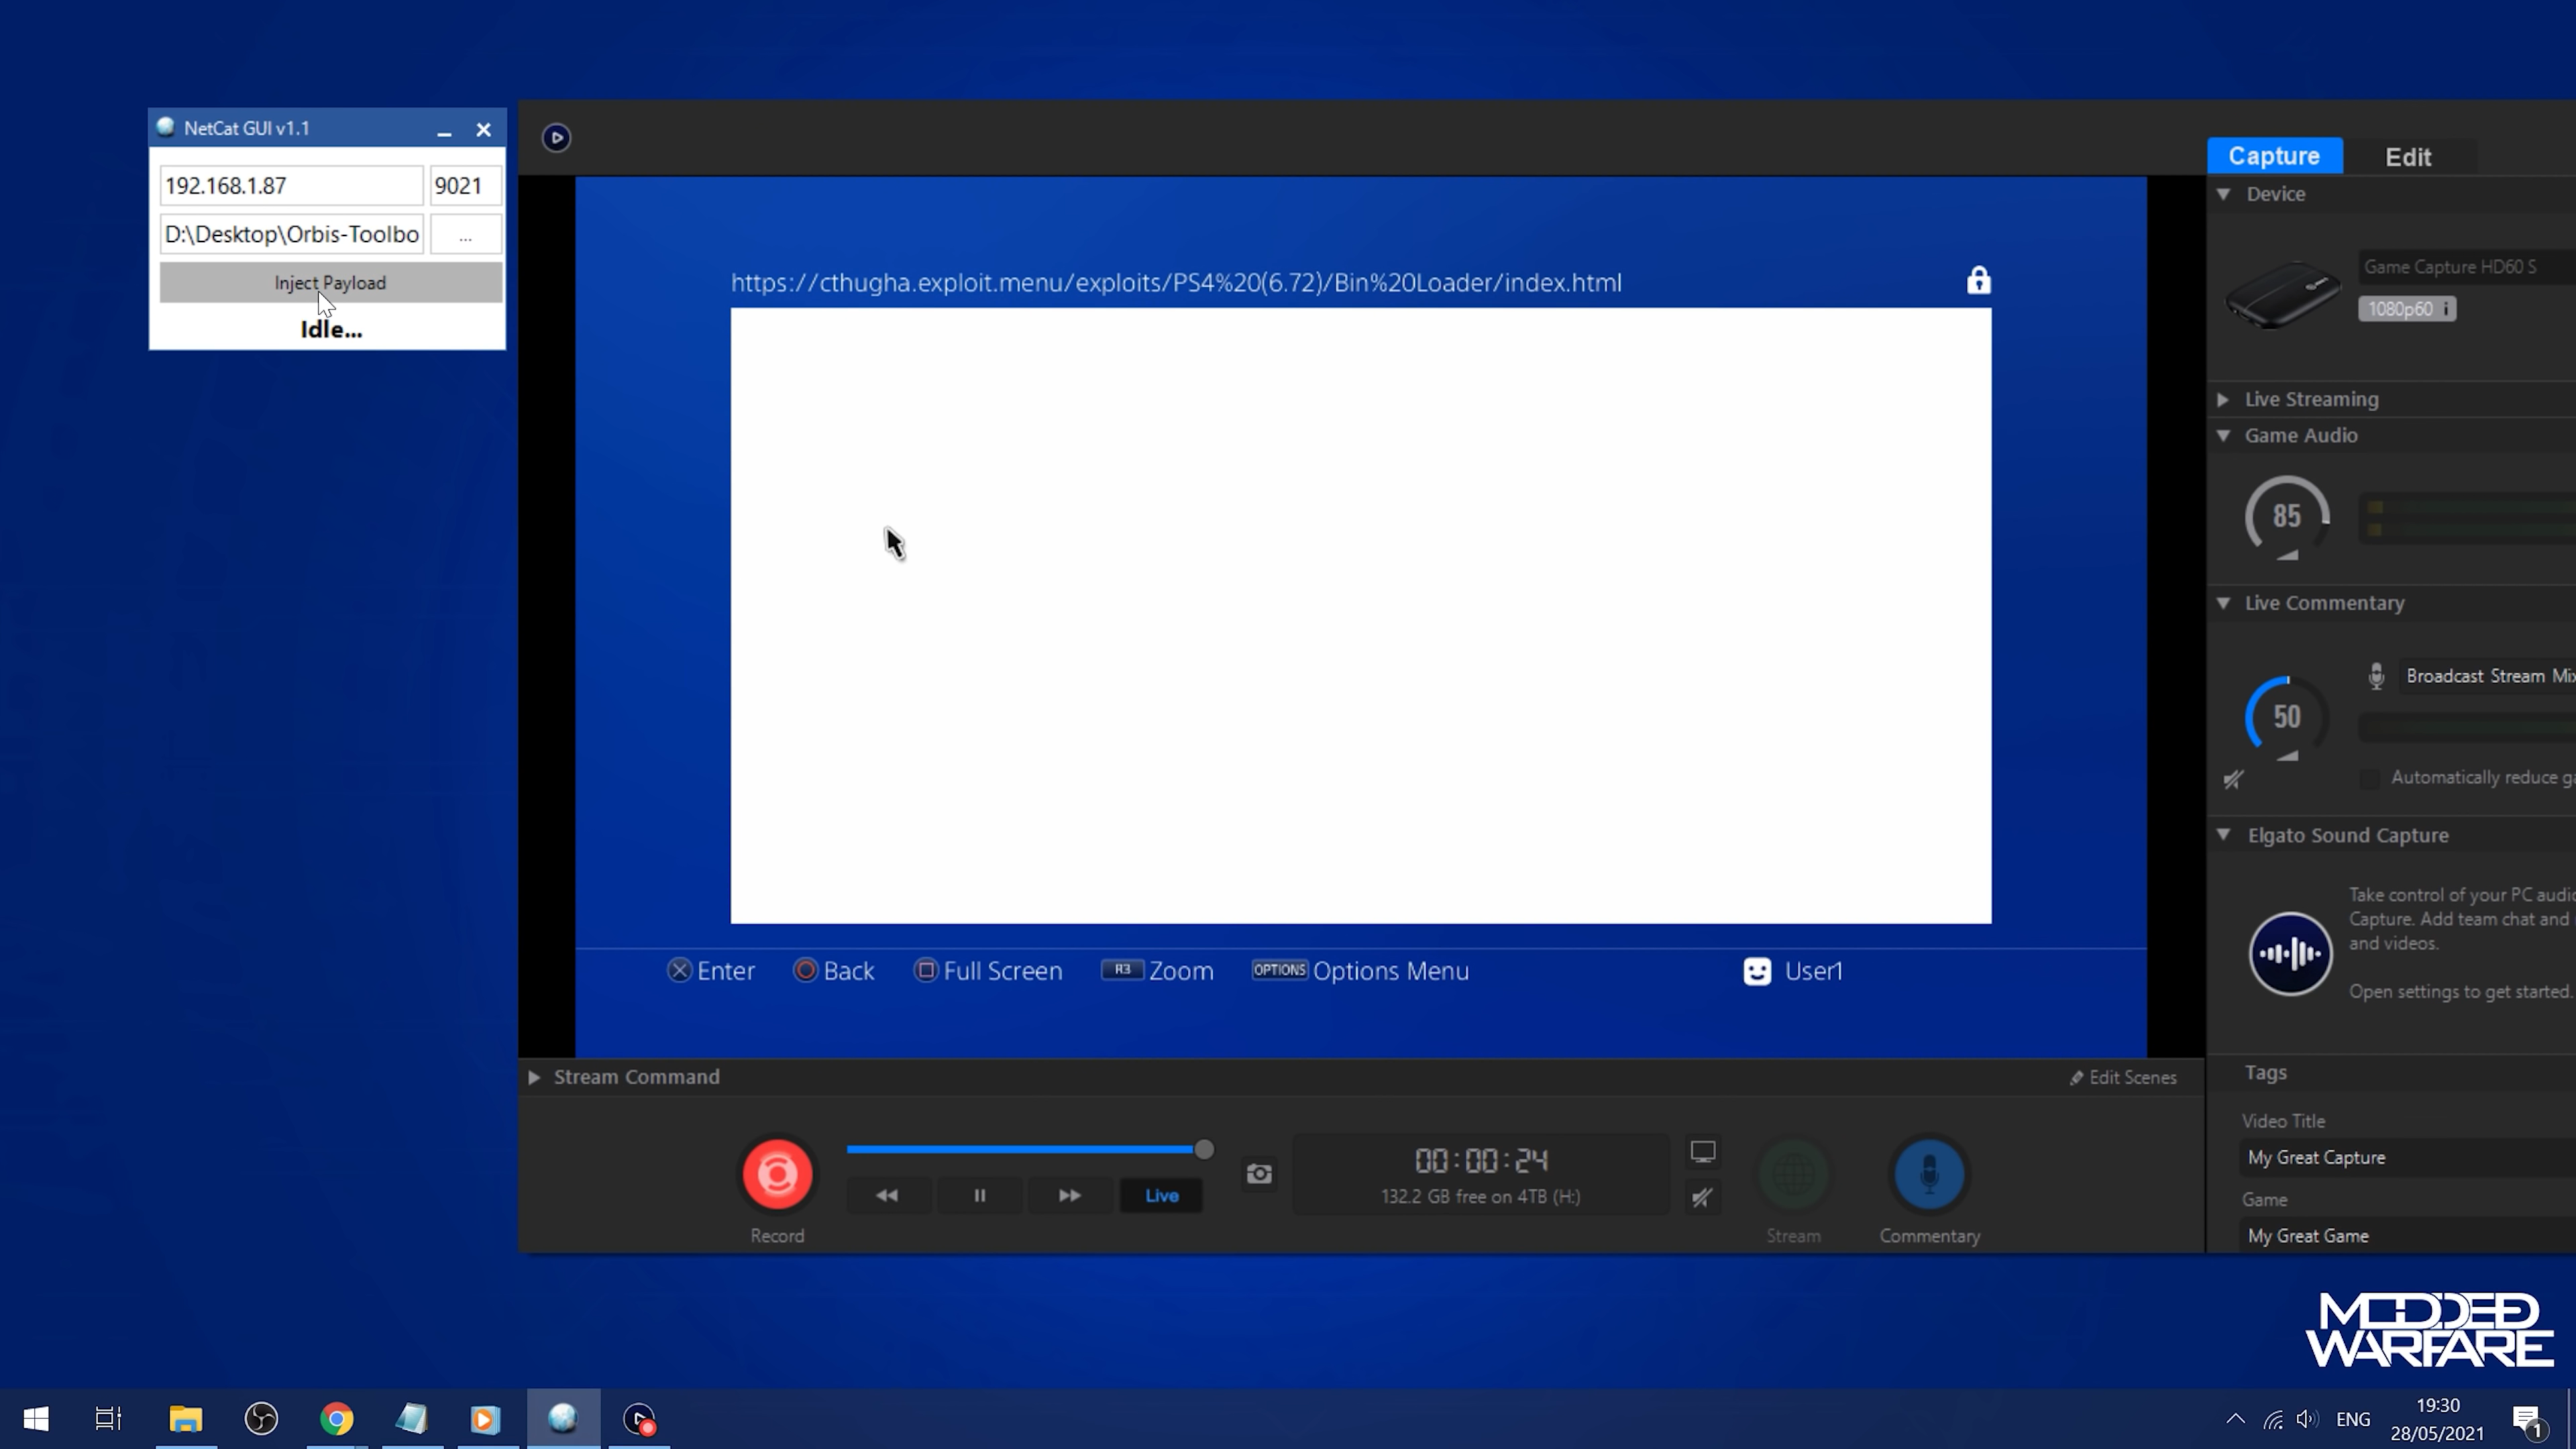 NetCat GUI v1.1
192.168.1.87
9021
D:\Desktop\Orbis-Toolbo
...
Inject Payload
Idle...
https://cthugha.exploit.menu/exploits/PS4%20(6.72)/Bin%20Loader/index.html
Enter
Back
Full Screen
R3 Zoom
OPTIONS Options Menu
User1
Stream Command
Edit Scenes
Record
Live
00:00:24
132.2 GB free on 4TB (H:)
Stream
Commentary
Capture
Edit
Device
Game Capture HD60 S
1080p60 i
Live Streaming
Game Audio
85
Live Commentary
Broadcast Stream Mix
50
Automatically reduce ga
Elgato Sound Capture
Take control of your PC audio
Capture. Add team chat and
and videos.
Open settings to get started.
Tags
Video Title
My Great Capture
Game
My Great Game
MODDED
WARFARE
ENG
19:30
28/05/2021
1